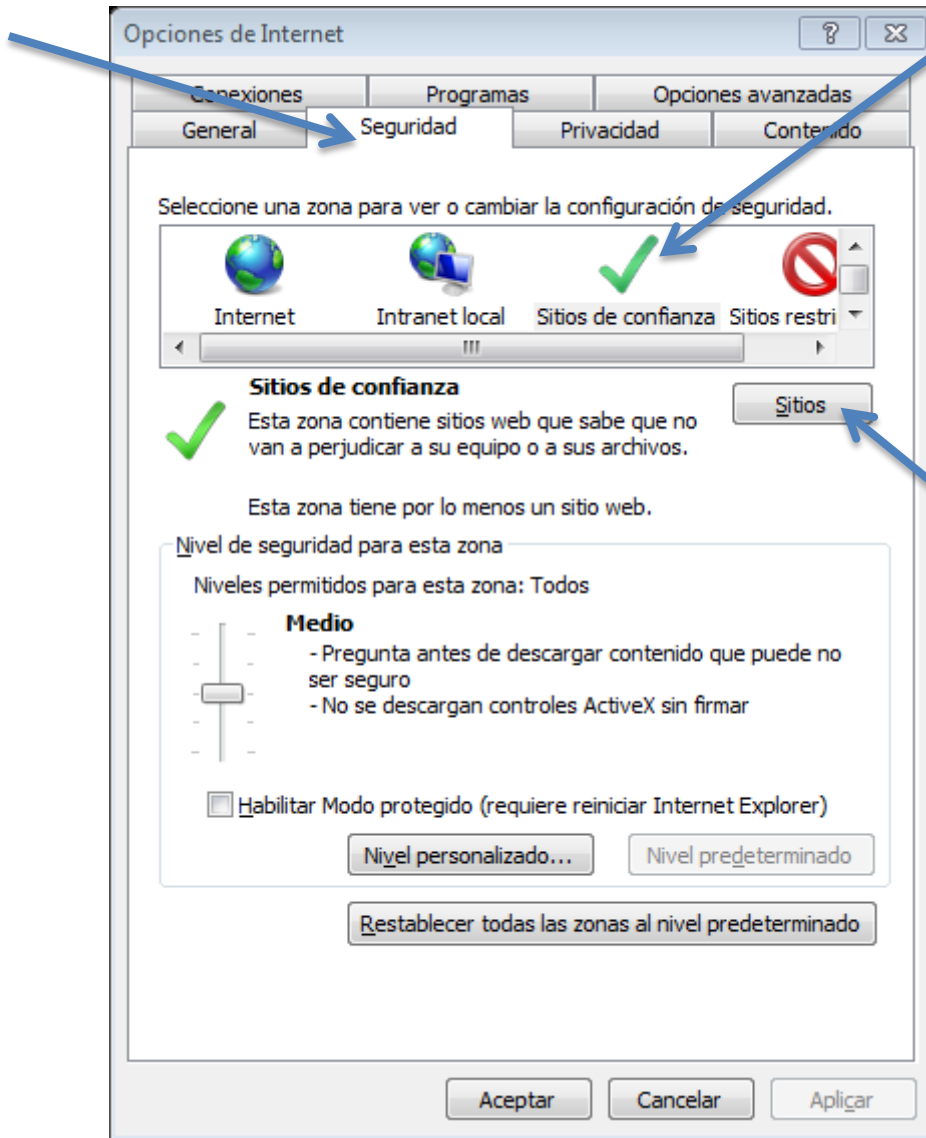 Opciones de Internet
Conexiones Programas Opciones avanzadas
General Seguridad Privacidad Contenido
Seleccione una zona para ver o cambiar la configuración de seguridad.
Internet Intranet local Sitios de confianza Sitios restri
Sitios de confianza
Sitios
Esta zona contiene sitios web que sabe que no
van a perjudicar a su equipo o a sus archivos.
Esta zona tiene por lo menos un sitio web.
Nivel de seguridad para esta zona
Niveles permitidos para esta zona: Todos
Medio
- Pregunta antes de descargar contenido que puede no
ser seguro
- No se descargan controles ActiveX sin firmar
Habilitar Modo protegido (requiere reiniciar Internet Explorer)
Nivel personalizado... Nivel predeterminado
Restablecer todas las zonas al nivel predeterminado
Aceptar Cancelar Aplicar